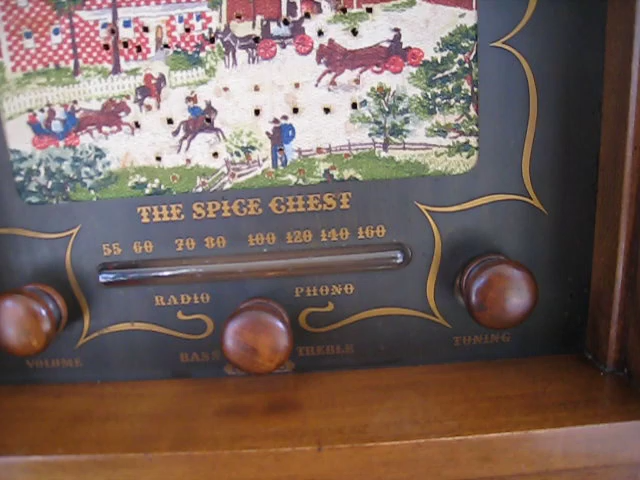 THE SPICE CHEST
55 60 70 80 100 120 140 160
RADIO PHONO
VOLUME BASS TREBLE TUNING